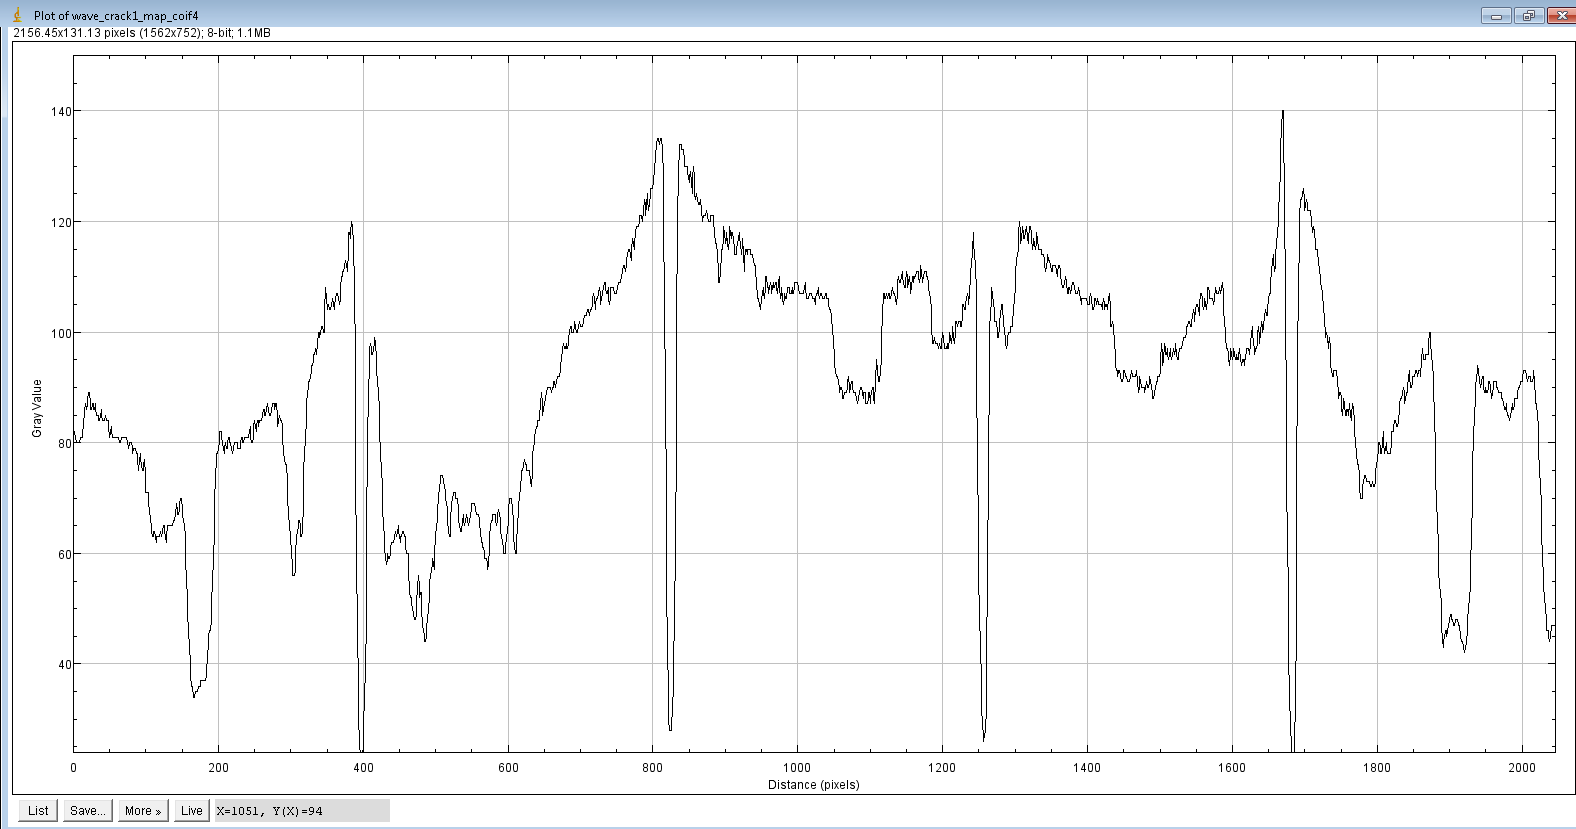 Plot of wave_crack1_map_coif4
2156.45x131.13 pixels (1562x752); 8-bit; 1.1MB
140
120
100
80
60
40
Gray Value
0 200 400 600 800 1000 1200 1400 1600 1800 2000
Distance (pixels)
List Save... More » Live X=1051, Y(X)=94